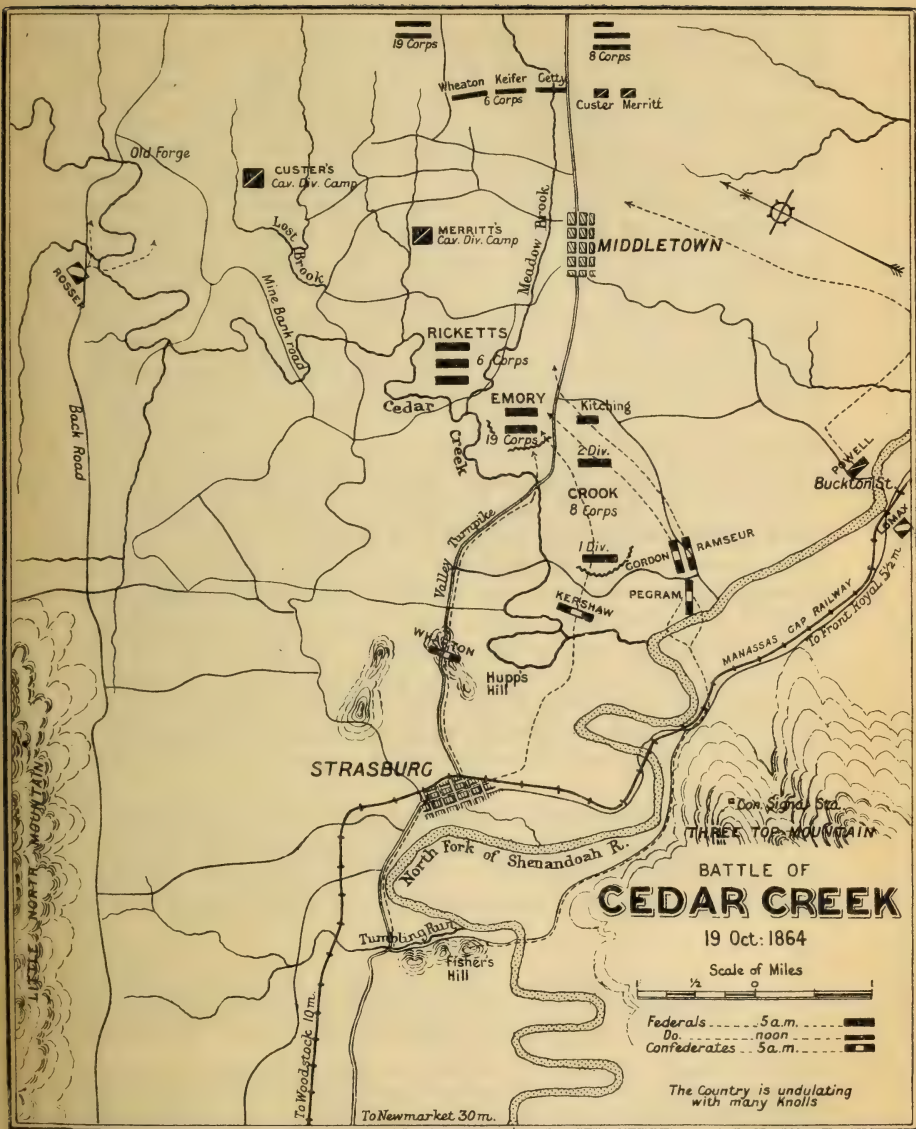 19 Corps
8 Corps
Wheaton Keifer Getty
6 Corps
Custer Merritt
Old Forge
CUSTER'S
Cav. Div. Camp
Lost Brook
MERRITT'S
Cav. Div. Camp
Meadow Brook
MIDDLETOWN
ROSSER
Mine Bank road
RICKETTS
6 Corps
Cedar Creek
EMORY
19 Corps
Kitching
2 Div.
CROOK
8 Corps
1 Div.
Back Road
POWELL
Buckton St.
LOMAX
Valley Turnpike
GORDON
RAMSEUR
PEGRAM
KERSHAW
WHARTON
Hupp's
Hill
MANASSAS GAP RAILWAY
To Front Royal 5½ m.
STRASBURG
LITTLE NORTH MOUNTAIN
North Fork of Shenandoah R.
Con. Signal Sta.
THREE TOP MOUNTAIN
Tumbling Run
Fishers
Hill
To Woodstock 10 m.
To Newmarket 30 m.
BATTLE OF
CEDAR CREEK
19 Oct: 1864
Scale of Miles
1 ½ 0 1
Federals 5 a.m.
Do. noon
Confederates 5 a.m.
The Country is undulating
with many Knolls